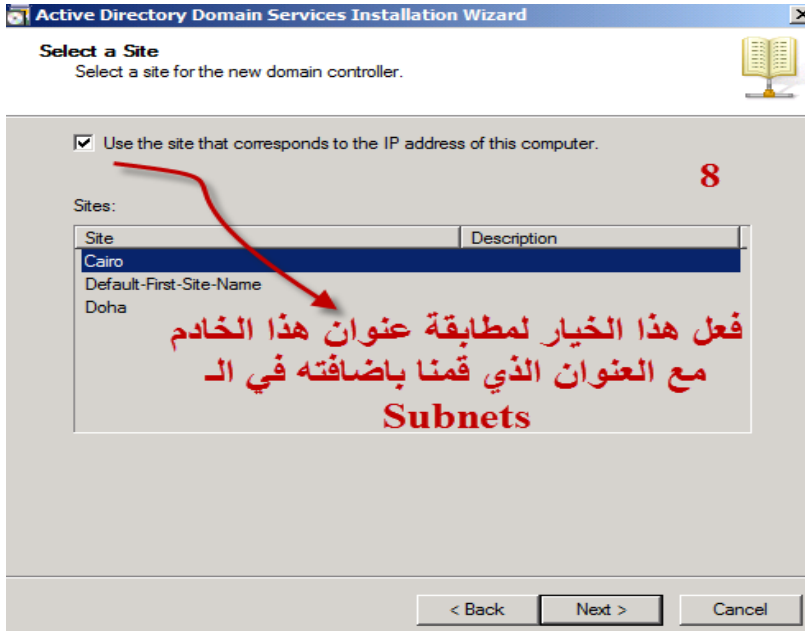 Active Directory Domain Services Installation Wizard
Select a Site
Select a site for the new domain controller.
Use the site that corresponds to the IP address of this computer.
8
Sites:
Site Description
Cairo
Default-First-Site-Name
Doha
فعل هذا الخيار لمطابقة عنوان هذا الخادم
مع العنوان الذي قمنا باضافته في الـ
Subnets
< Back Next > Cancel